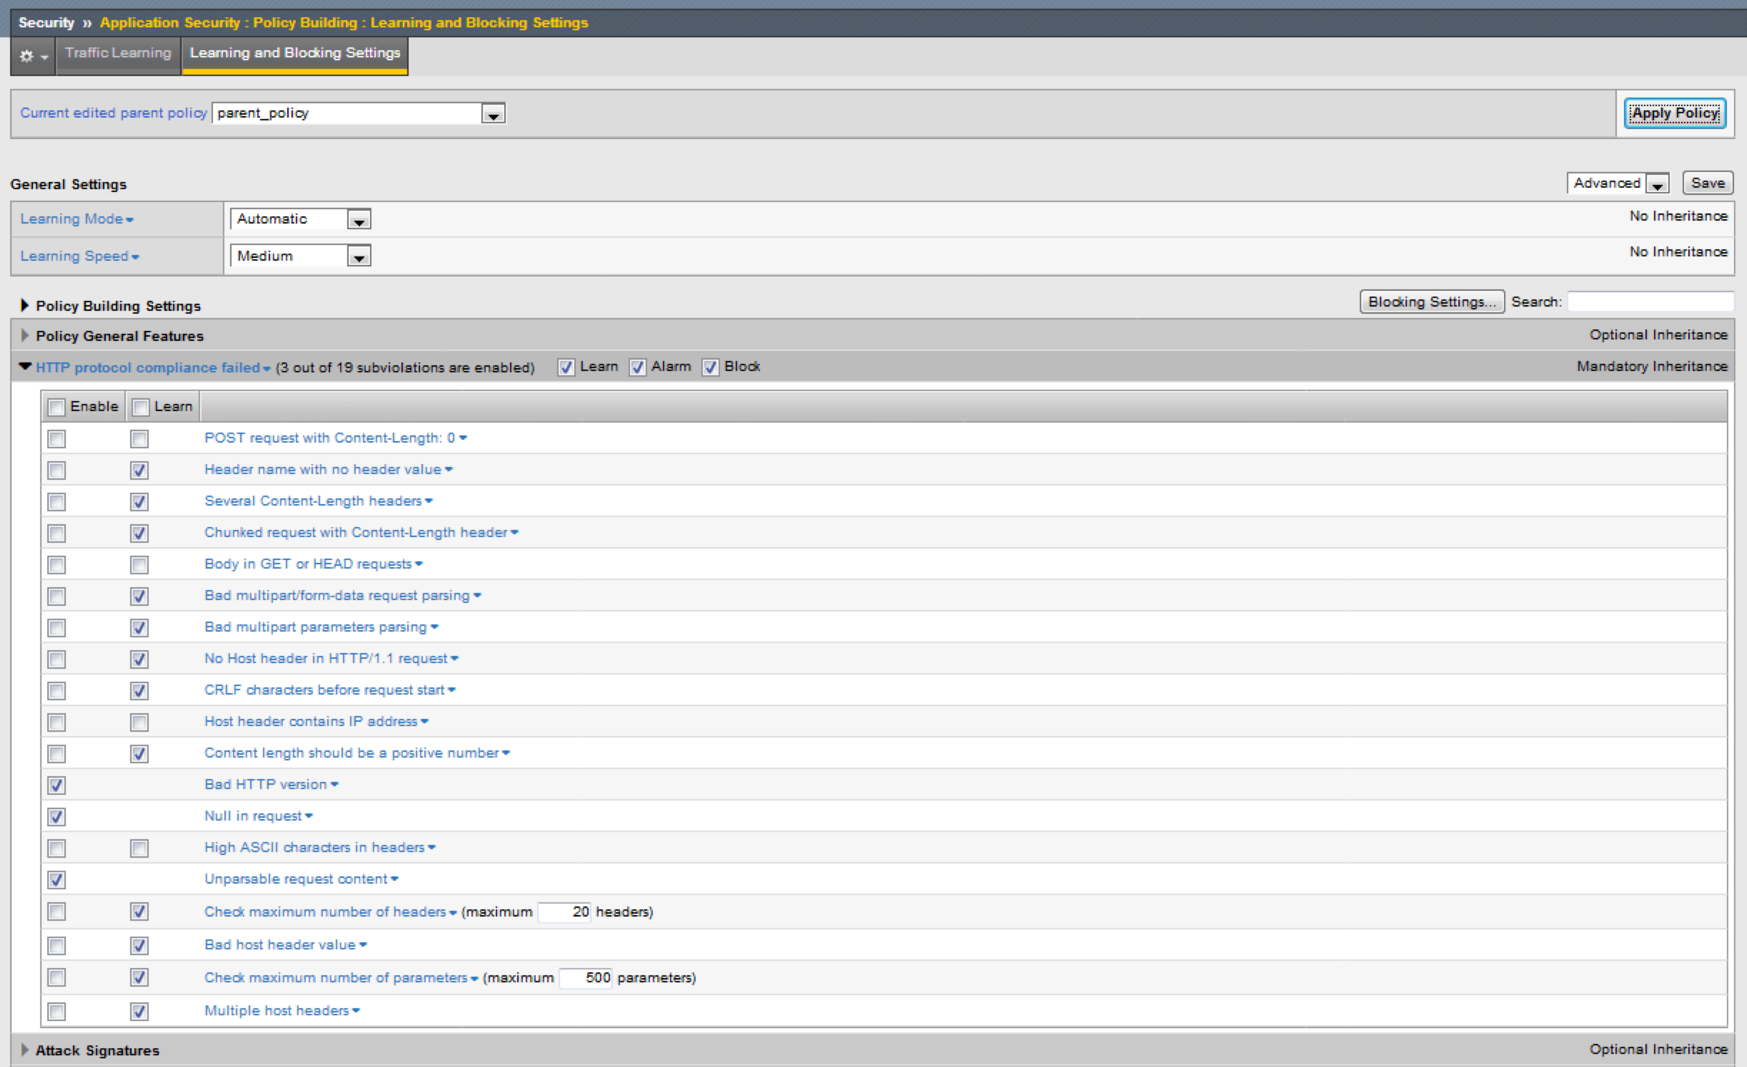 Security » Application Security : Policy Building : Learning and Blocking Settings
Traffic Learning Learning and Blocking Settings
Current edited parent policy parent_policy Apply Policy
General Settings Advanced Save
Learning Mode Automatic No Inheritance
Learning Speed Medium No Inheritance
Policy Building Settings Blocking Settings... Search:
Policy General Features Optional Inheritance
HTTP protocol compliance failed (3 out of 19 subviolations are enabled) Learn Alarm Block Mandatory Inheritance
Enable Learn
POST request with Content-Length: 0
Header name with no header value
Several Content-Length headers
Chunked request with Content-Length header
Body in GET or HEAD requests
Bad multipart/form-data request parsing
Bad multipart parameters parsing
No Host header in HTTP/1.1 request
CRLF characters before request start
Host header contains IP address
Content length should be a positive number
Bad HTTP version
Null in request
High ASCII characters in headers
Unparsable request content
Check maximum number of headers (maximum 20 headers)
Bad host header value
Check maximum number of parameters (maximum 500 parameters)
Multiple host headers
Attack Signatures Optional Inheritance